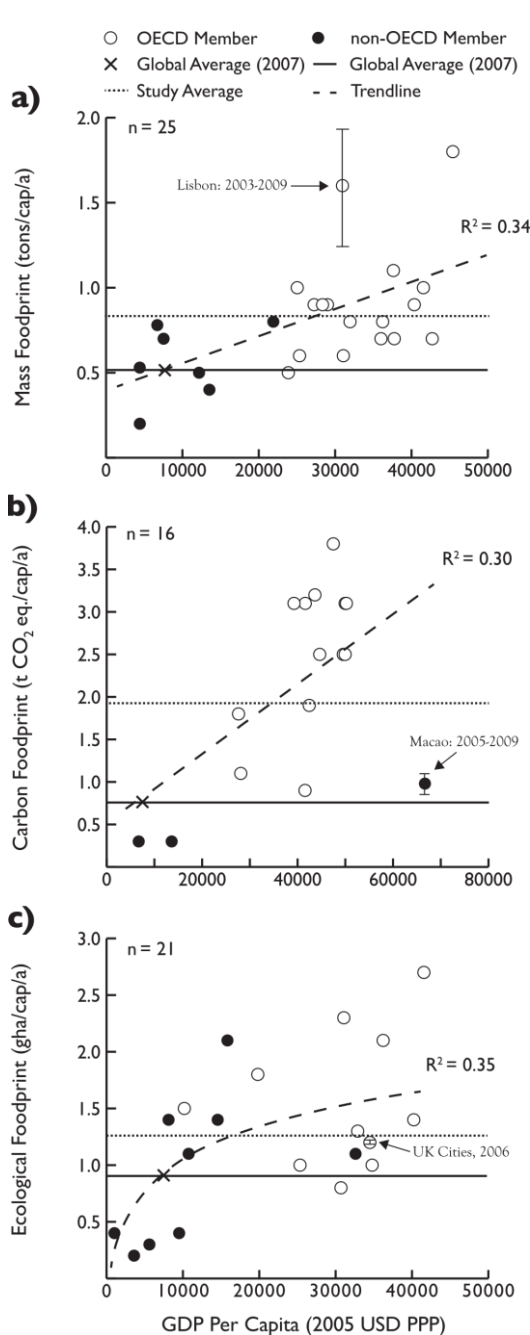 OECD Member non-OECD Member
Global Average (2007) Global Average (2007)
Study Average Trendline
a)
2.0
n = 25
Lisbon: 2003-2009
1.5
R² = 0.34
1.0
0.5
Mass Foodprint (tons/cap/a)
0 10000 20000 30000 40000 50000
b)
4.0
n = 16
R² = 0.30
3.5
3.0
2.5
2.0
Macao: 2005-2009
1.5
1.0
0.5
Carbon Foodprint (t CO₂ eq./cap/a)
0 20000 40000 60000 80000
c)
3.0
n = 21
2.5
2.0
R² = 0.35
1.5
UK Cities, 2006
1.0
0.5
Ecological Foodprint (gha/cap/a)
0 10000 20000 30000 40000 50000
GDP Per Capita (2005 USD PPP)